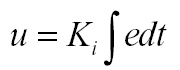 u = K_i ∫ edt